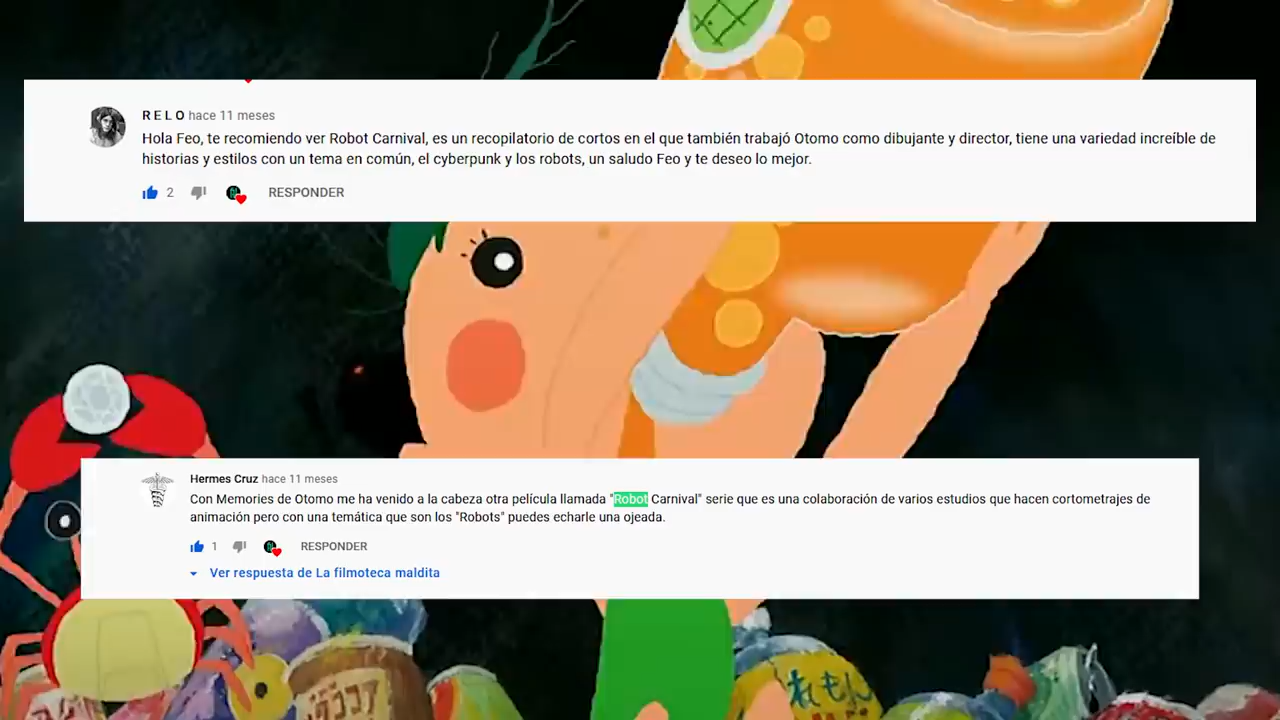 R E L O hace 11 meses
Hola Feo, te recomiendo ver Robot Carnival, es un recopilatorio de cortos en el que también trabajó Otomo como dibujante y director, tiene una variedad increíble de
historias y estilos con un tema en común, el cyberpunk y los robots, un saludo Feo y te deseo lo mejor.
2 RESPONDER
Hermes Cruz hace 11 meses
Con Memories de Otomo me ha venido a la cabeza otra película llamada "Robot Carnival" serie que es una colaboración de varios estudios que hacen cortometrajes de
animación pero con una temática que son los "Robots" puedes echarle una ojeada.
1 RESPONDER
Ver respuesta de La filmoteca maldita